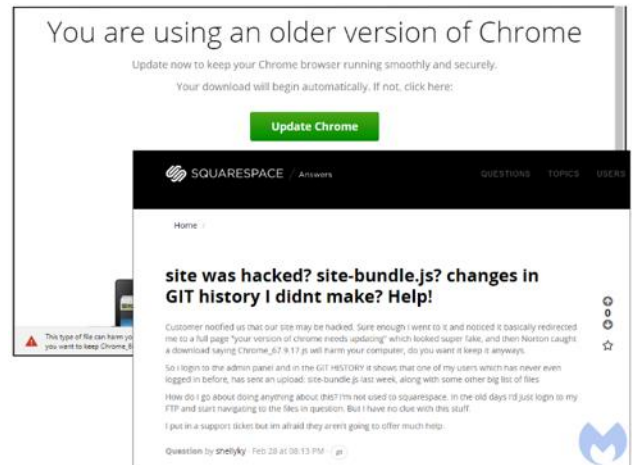 You are using an older version of Chrome
Update now to keep your Chrome browser running smoothly and securely.
Your download will begin automatically. If not, click here:
Update Chrome
SQUARESPACE / Answers
QUESTIONS TOPICS USERS
Home
site was hacked? site-bundle.js? changes in
GIT history I didnt make? Help!
0
Customer notified us that our site may be hacked. Sure enough i went to it and noticed it basically redirected
me to a full page "your version of chrome needs updating" which looked super fake, and then Norton caught
a download saying Chrome_67.9.17.js will harm your computer, do you want it keep it anyways.
So i login to the admin panel and in the GIT HISTORY it shows that one of my users which has never even
logged in before, has sent an upload: site-bundle.js last week, along with some other big list of files
How do I go about doing anything about this? I'm not used to squarespace. In the old days I'd just login to my
FTP and start navigating to the files in question. But I have no clue with this stuff.
I put in a support ticket but im afraid they aren't going to offer much help.
Question by shellyky · Feb 28 at 08:13 PM
This type of file can harm yo
you want to keep Chrome_6